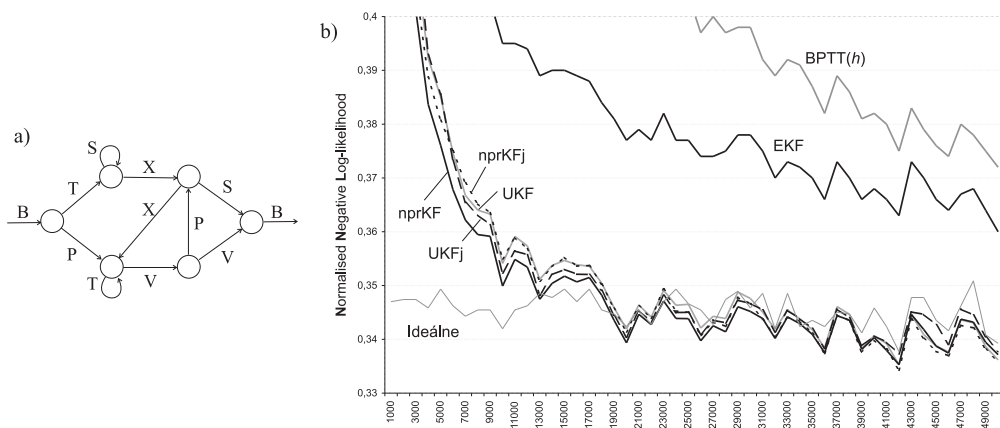 a)
B
T
S
X
S
B
X
P
P
T
V
V
b)
Normalised Negative Log-likelihood
0,4
0,39
0,38
0,37
0,36
0,35
0,34
0,33
BPTT(h)
EKF
nprKFj
UKF
nprKF
UKFj
Ideálne
1000
3000
5000
7000
9000
11000
13000
15000
17000
19000
21000
23000
25000
27000
29000
31000
33000
35000
37000
39000
41000
43000
45000
47000
49000